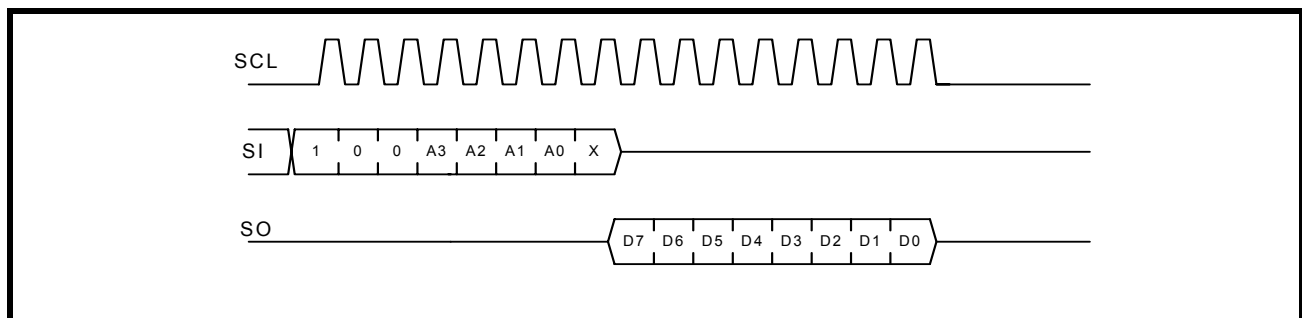 SCL
SI 1 0 0 A3 A2 A1 A0 X
SO D7 D6 D5 D4 D3 D2 D1 D0